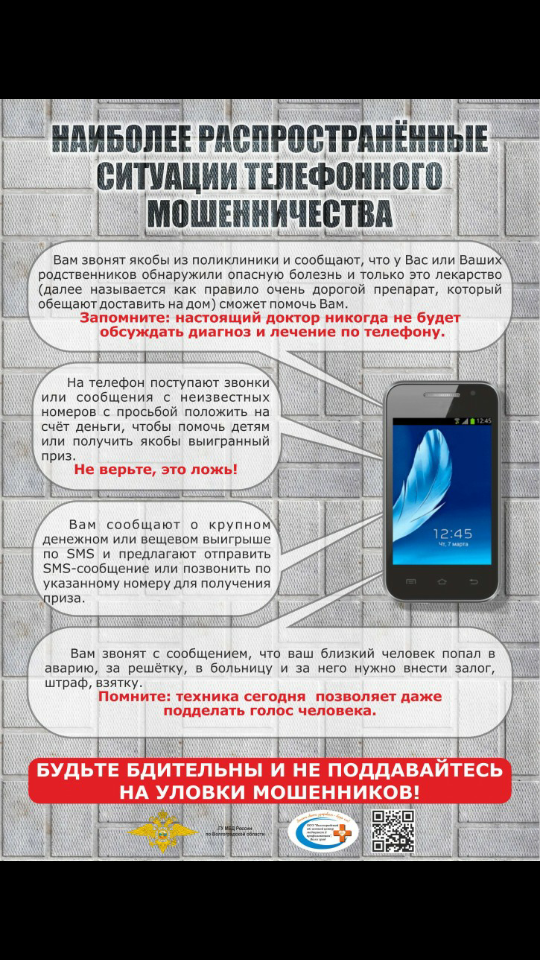 НАИБОЛЕЕ РАСПРОСТРАНЁННЫЕ
СИТУАЦИИ ТЕЛЕФОННОГО
МОШЕННИЧЕСТВА
Вам звонят якобы из поликлиники и сообщают, что у Вас или Ваших
родственников обнаружили опасную болезнь и только это лекарство
(далее называется как правило очень дорогой препарат, который
обещают доставить на дом) сможет помочь Вам.
Запомните: настоящий доктор никогда не будет
обсуждать диагноз и лечение по телефону.
На телефон поступают звонки
или сообщения с неизвестных
номеров с просьбой положить на
счёт деньги, чтобы помочь детям
или получить якобы выигранный
приз.
Не верьте, это ложь!
12:45
12:45
Чт, 7 марта
Вам сообщают о крупном
денежном или вещевом выигрыше
по SMS и предлагают отправить
SMS-сообщение или позвонить по
указанному номеру для получения
приза.
Вам звонят с сообщением, что ваш близкий человек попал в
аварию, за решётку, в больницу и за него нужно внести залог,
штраф, взятку.
Помните: техника сегодня позволяет даже
подделать голос человека.
БУДЬТЕ БДИТЕЛЬНЫ И НЕ ПОДДАВАЙТЕСЬ
НА УЛОВКИ МОШЕННИКОВ!
ГУ МВД России
по Волгоградской области